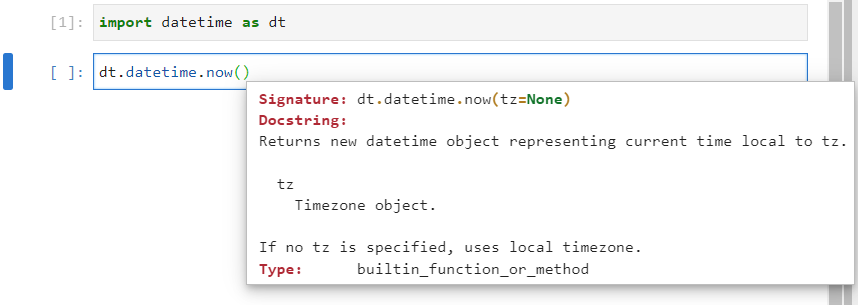 [1]: import datetime as dt
[ ]: dt.datetime.now()
Signature: dt.datetime.now(tz=None)
Docstring:
Returns new datetime object representing current time local to tz.
tz
Timezone object.
If no tz is specified, uses local timezone.
Type: builtin_function_or_method